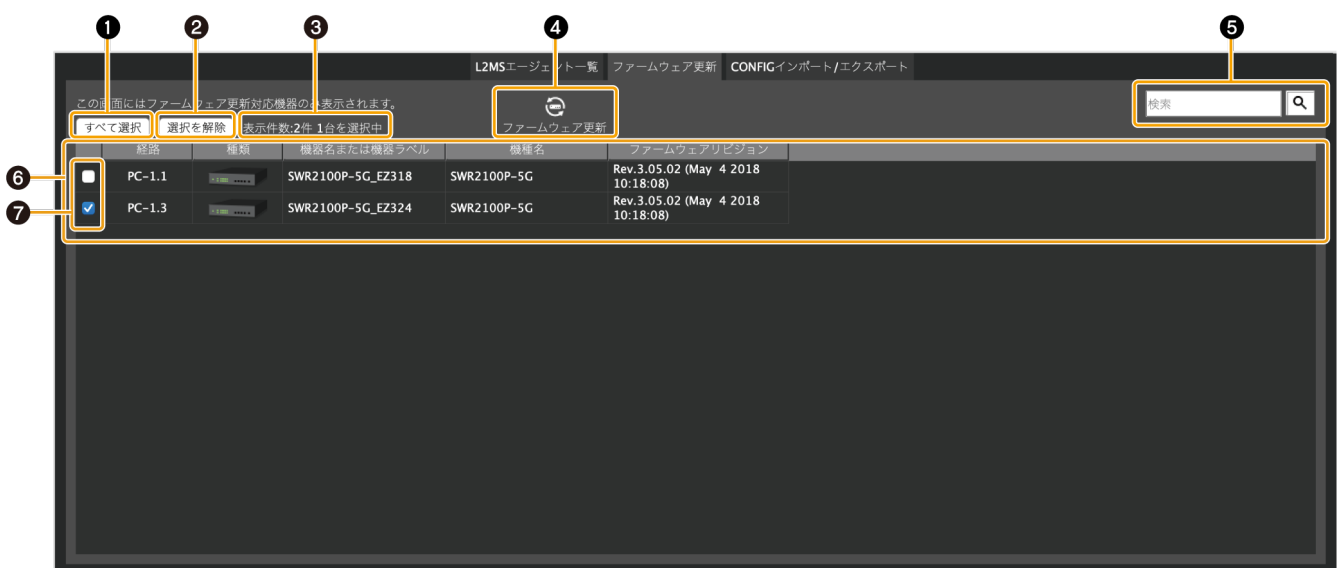 ❶ ❷ ❸ ❹ ❺
L2MSエージェント一覧 ファームウェア更新 CONFIGインポート/エクスポート
この画面にはファームウェア更新対応機器のみ表示されます。
検索
すべて選択 選択を解除 表示件数:2件 1台を選択中 ファームウェア更新
経路 種類 機器名または機器ラベル 機種名 ファームウェアリビジョン
❻ PC-1.1 SWR2100P-5G_EZ318 SWR2100P-5G Rev.3.05.02 (May 4 2018
10:18:08)
❼ PC-1.3 SWR2100P-5G_EZ324 SWR2100P-5G Rev.3.05.02 (May 4 2018
10:18:08)